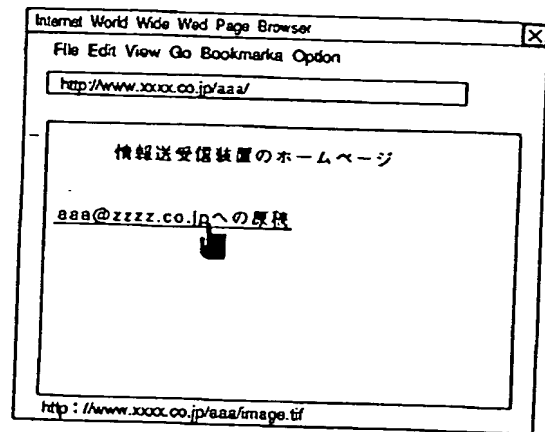 Internet World Wide Wed Page Browser
File Edit View Go Bookmarka Option
http://www.xxxx.co.jp/aaa/
情報送受信装置のホームページ
aaa@zzzz.co.jpへの原稿
http://www.xxxx.co.jp/aaa/image.tif